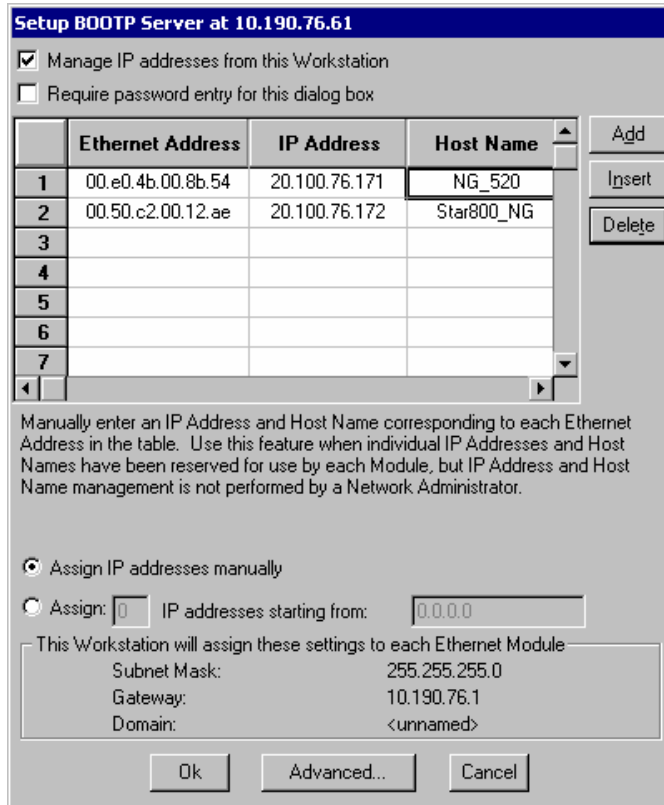 Setup BOOTP Server at 10.190.76.61
Manage IP addresses from this Workstation
Require password entry for this dialog box
Ethernet Address IP Address Host Name
1 00.e0.4b.00.8b.54 20.100.76.171 NG_520
2 00.50.c2.00.12.ae 20.100.76.172 Star800_NG
3
4
5
6
7
Add
Insert
Delete
Manually enter an IP Address and Host Name corresponding to each Ethernet
Address in the table. Use this feature when individual IP Addresses and Host
Names have been reserved for use by each Module, but IP Address and Host
Name management is not performed by a Network Administrator.
Assign IP addresses manually
Assign: 0 IP addresses starting from: 0.0.0.0
This Workstation will assign these settings to each Ethernet Module
Subnet Mask: 255.255.255.0
Gateway: 10.190.76.1
Domain: <unnamed>
Ok Advanced... Cancel